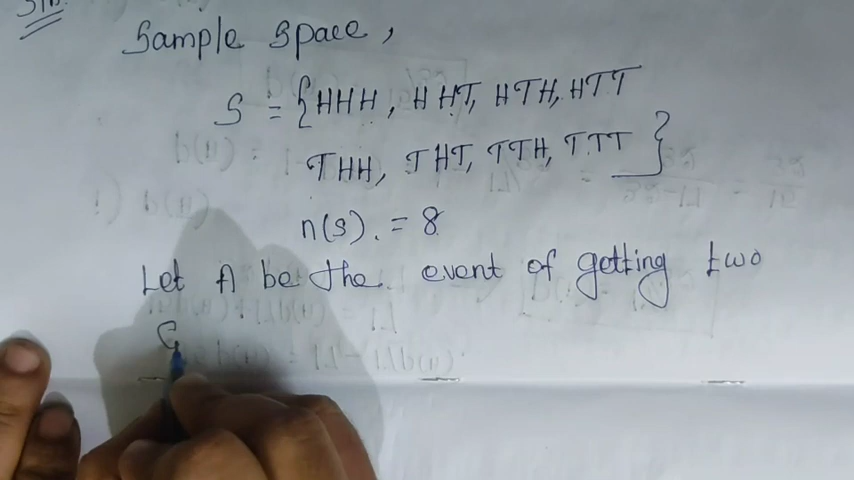 Sample space,
S = {HHH, HHT, HTH, HTT
THH, THT, TTH, TTT}
n(s). = 8
Let A be the event of getting two
C